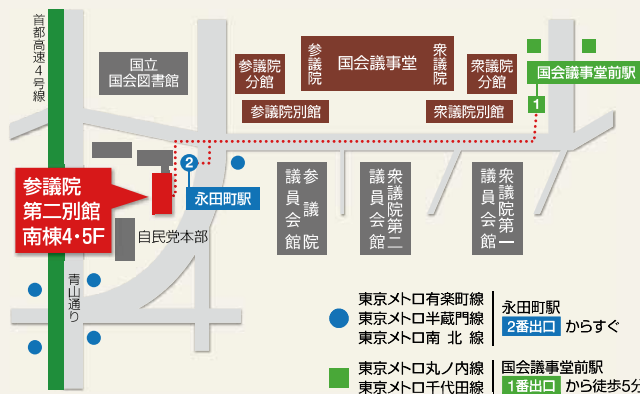 首都高速4号線
国立
国会図書館
参議院
分館
参議院
国会議事堂
衆議院
衆議院
分館
国会議事堂前駅
参議院別館
衆議院別館
1
2
永田町駅
参議院
第二別館
南棟4・5F
自民党本部
参議院
議員会館
衆議院第二
議員会館
衆議院第一
議員会館
青山通り
東京メトロ有楽町線
東京メトロ半蔵門線
東京メトロ南北線
永田町駅
2番出口 からすぐ
東京メトロ丸ノ内線
東京メトロ千代田線
国会議事堂前駅
1番出口 から徒歩5分